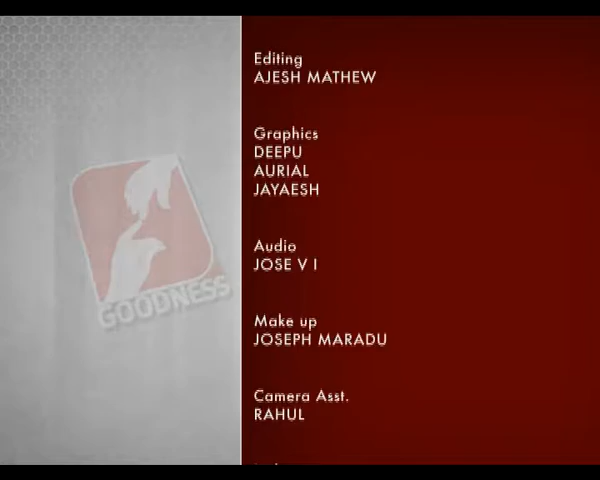 Editing
AJESH MATHEW
Graphics
DEEPU
AURIAL
JAYAESH
Audio
JOSE V I
Make up
JOSEPH MARADU
Camera Asst.
RAHUL
GOODNESS